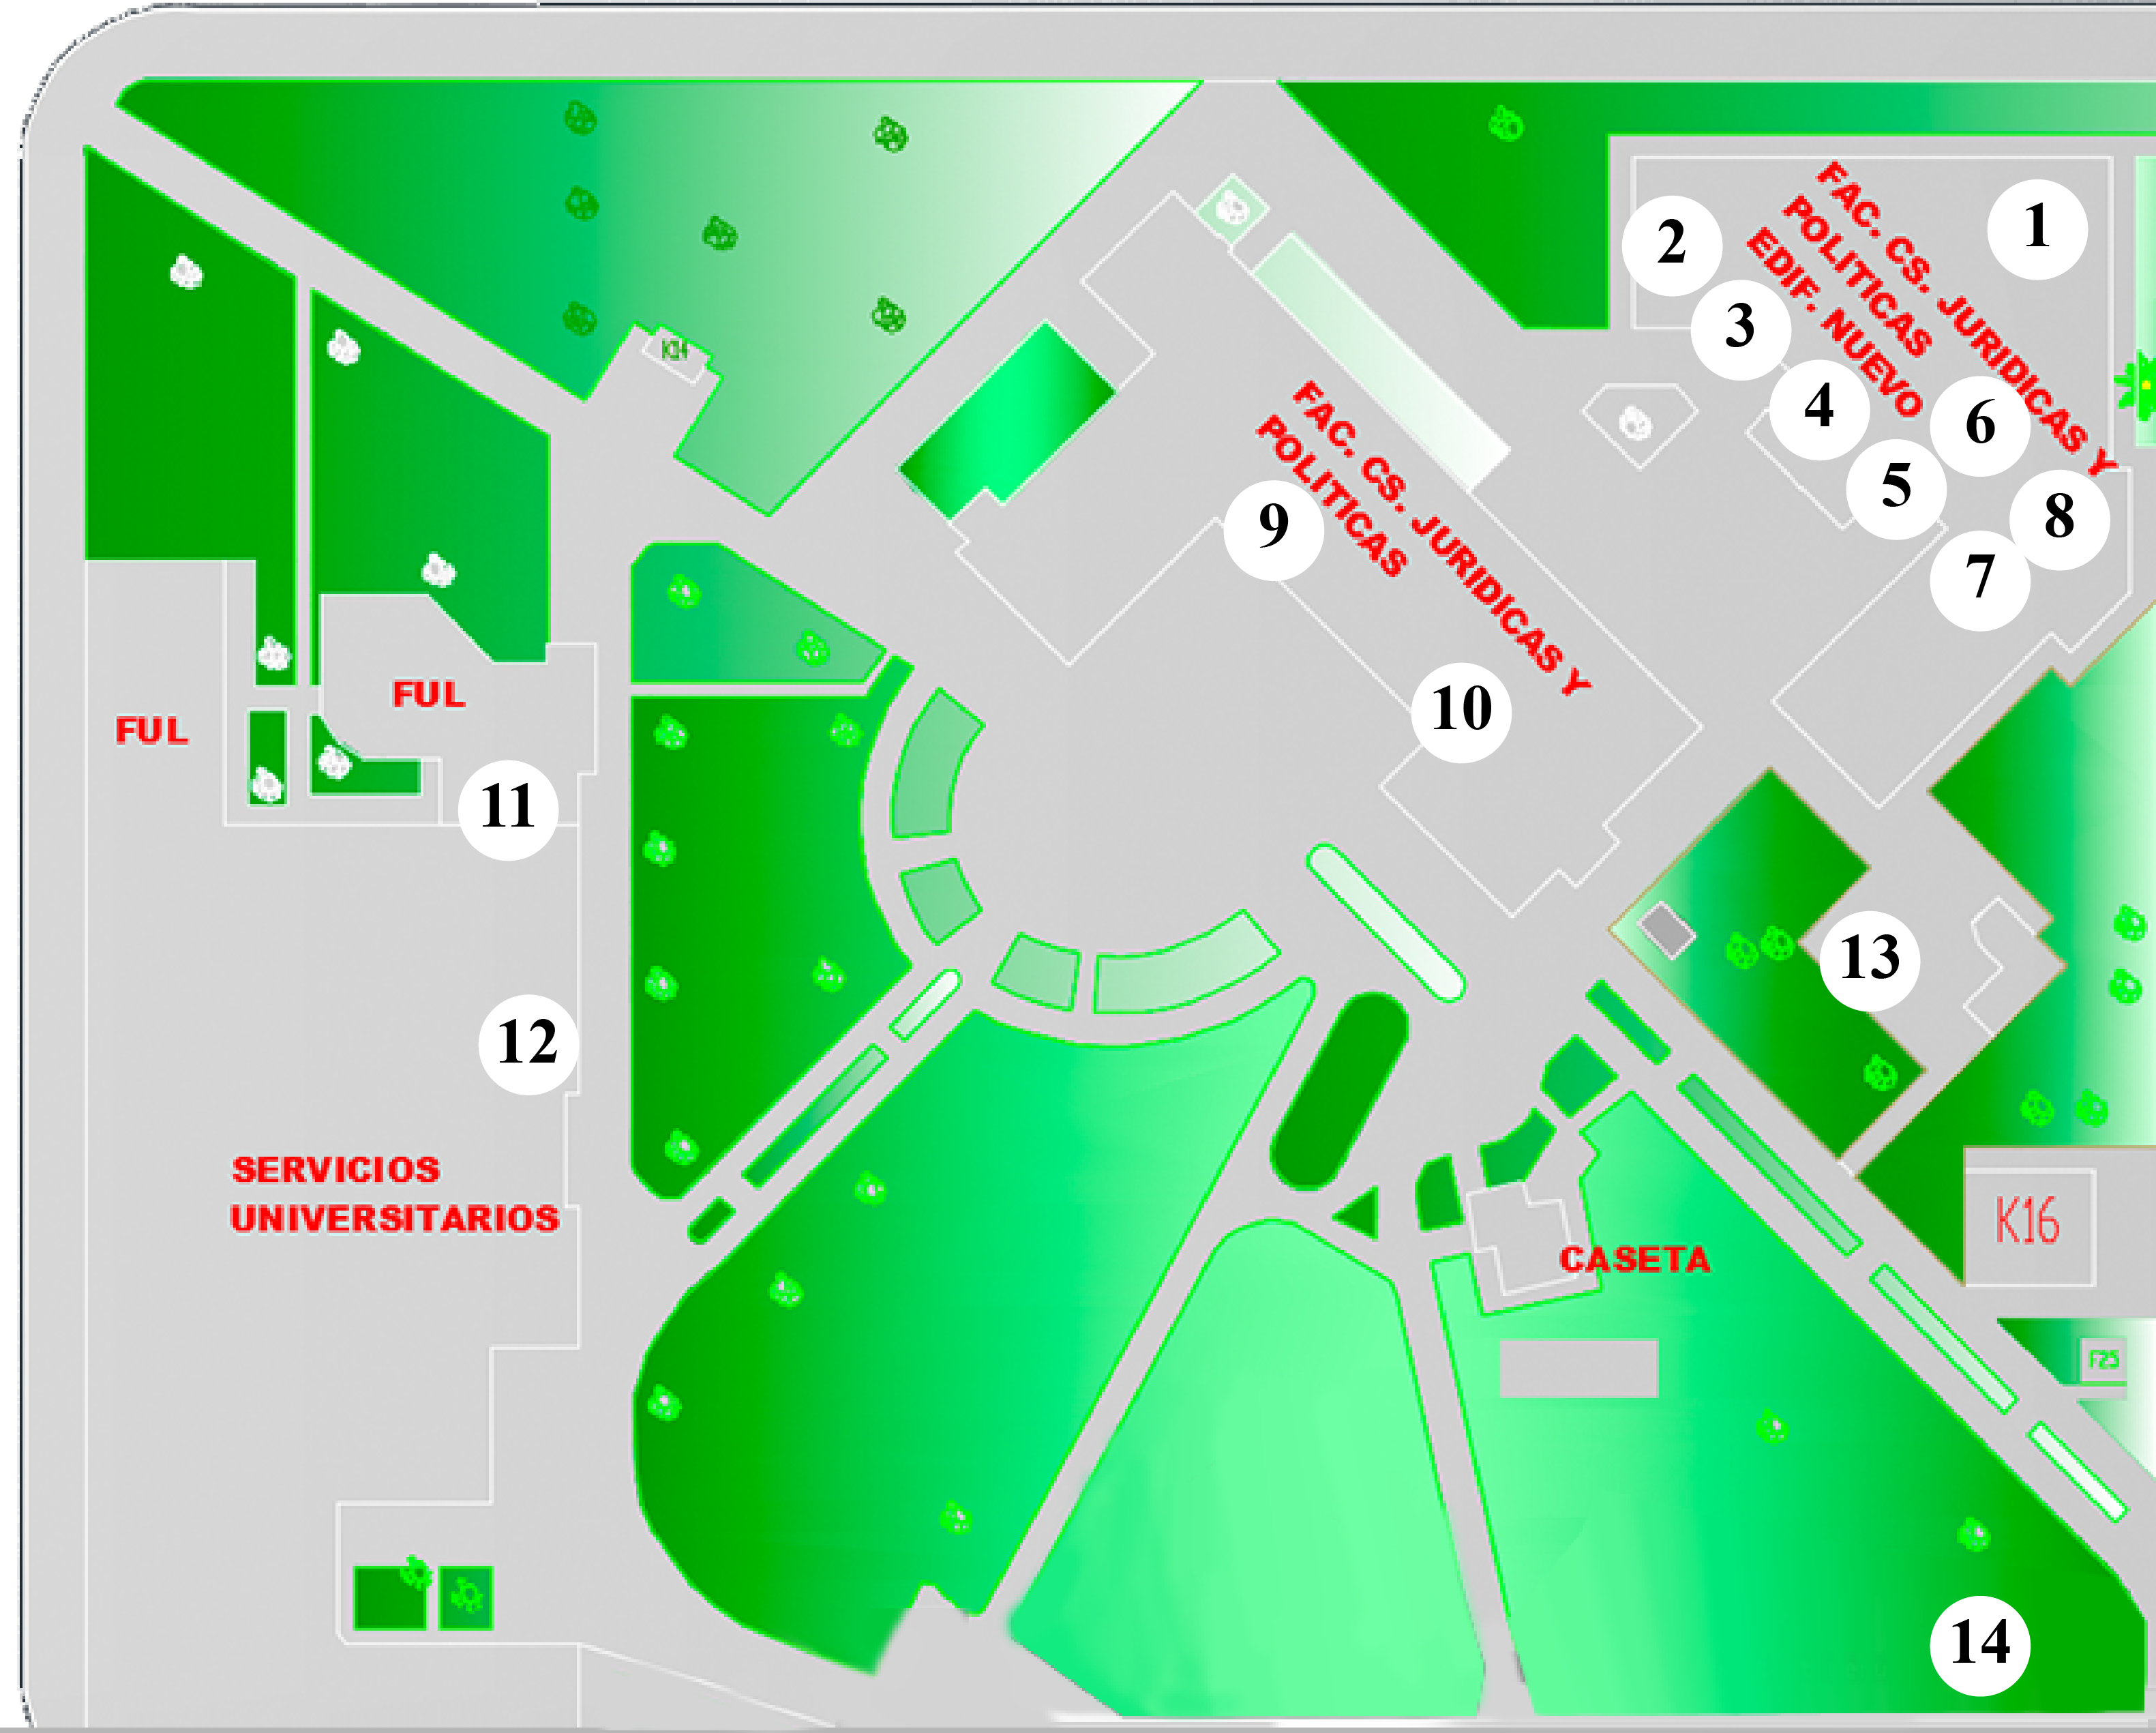 1
2
3
4
5
6
7
8
FAC. CS. JURIDICAS Y
POLITICAS
EDIF. NUEVO
K14
FAC. CS. JURIDICAS Y
POLITICAS
9
10
FUL
FUL
11
12
13
SERVICIOS
UNIVERSITARIOS
CASETA
K16
F25
14